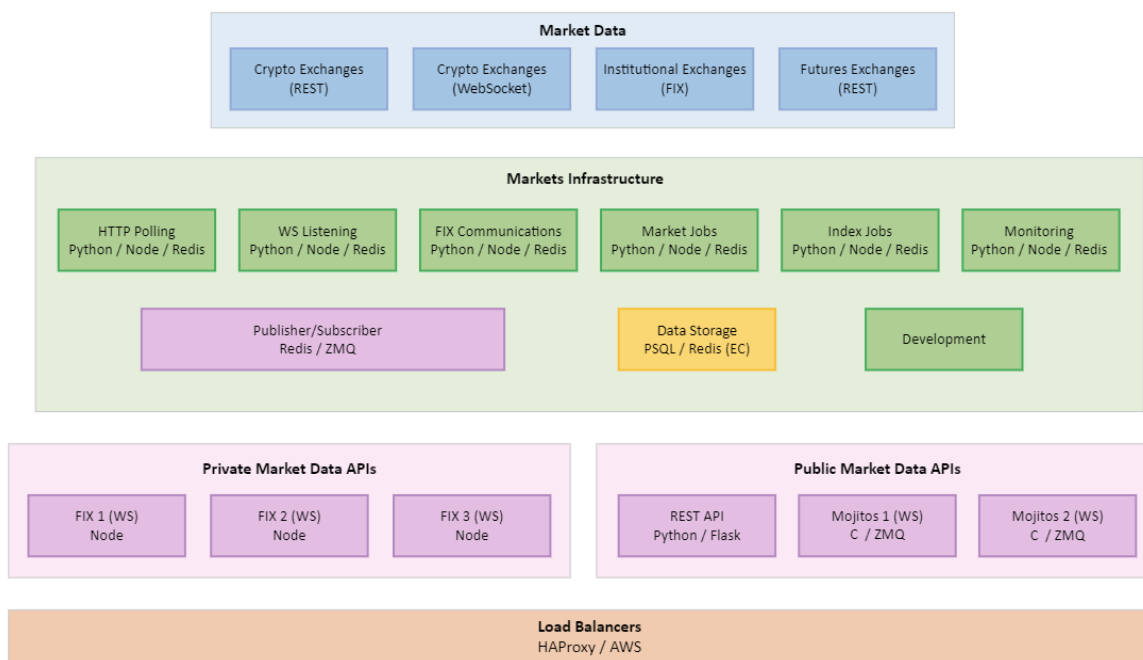 Market Data
Crypto Exchanges
(REST)
Crypto Exchanges
(WebSocket)
Institutional Exchanges
(FIX)
Futures Exchanges
(REST)
Markets Infrastructure
HTTP Polling
Python / Node / Redis
WS Listening
Python / Node / Redis
FIX Communications
Python / Node / Redis
Market Jobs
Python / Node / Redis
Index Jobs
Python / Node / Redis
Monitoring
Python / Node / Redis
Publisher/Subscriber
Redis / ZMQ
Data Storage
PSQL / Redis (EC)
Development
Private Market Data APIs
FIX 1 (WS)
Node
FIX 2 (WS)
Node
FIX 3 (WS)
Node
Public Market Data APIs
REST API
Python / Flask
Mojitos 1 (WS)
C / ZMQ
Mojitos 2 (WS)
C / ZMQ
Load Balancers
HAProxy / AWS